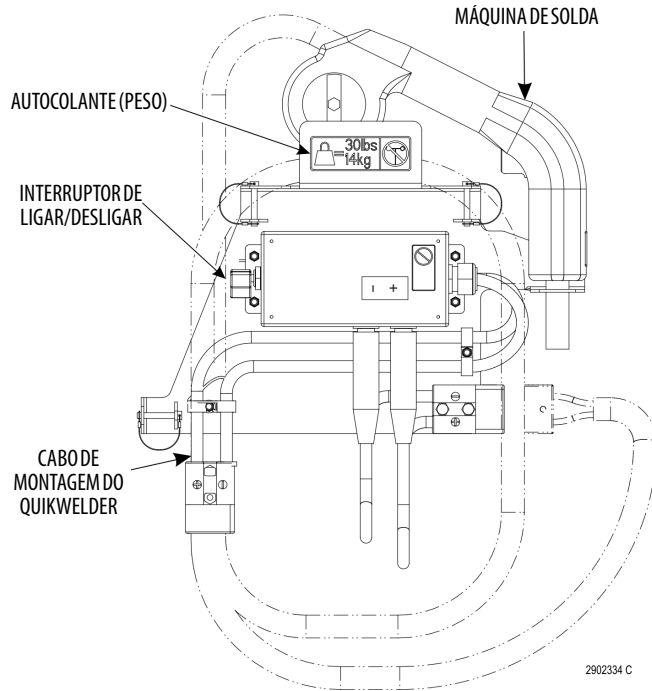 MÁQUINA DE SOLDA
AUTOCOLANTE (PESO)
=30lbs
14kg
INTERRUPTOR DE
LIGAR/DESLIGAR
- +
CABO DE
MONTAGEM DO
QUIKWELDER
2902334 C